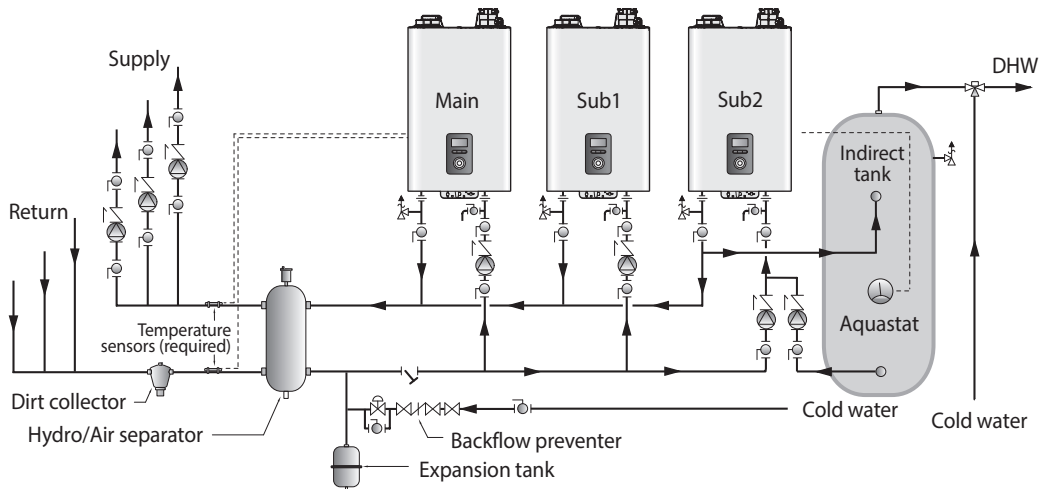 Supply
DHW
Main
Sub1
Sub2
Indirect
tank
Return
Aquastat
Temperature
sensors (required)
Dirt collector
Cold water
Cold water
Hydro/Air separator
Backflow preventer
Expansion tank